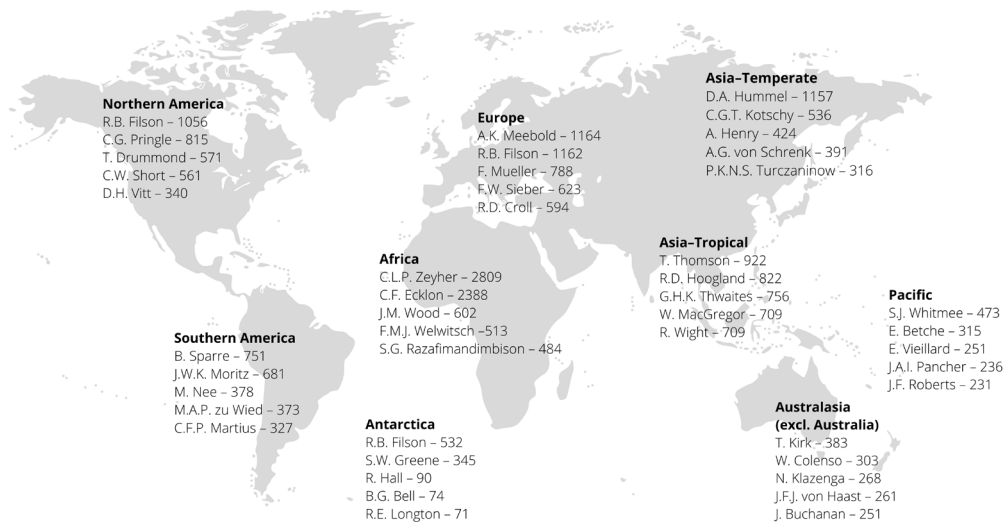 Northern America
R.B. Filson – 1056
C.G. Pringle – 815
T. Drummond – 571
C.W. Short – 561
D.H. Vitt – 340
Europe
A.K. Meebold – 1164
R.B. Filson – 1162
F. Mueller – 788
F.W. Sieber – 623
R.D. Croll – 594
Asia–Temperate
D.A. Hummel – 1157
C.G.T. Kotschy – 536
A. Henry – 424
A.G. von Schrenk – 391
P.K.N.S. Turczaninow – 316
Africa
C.L.P. Zeyher – 2809
C.F. Ecklon – 2388
J.M. Wood – 602
F.M.J. Welwitsch –513
S.G. Razafimandimbison – 484
Asia–Tropical
T. Thomson – 922
R.D. Hoogland – 822
G.H.K. Thwaites – 756
W. MacGregor – 709
R. Wight – 709
Pacific
S.J. Whitmee – 473
E. Betche – 315
E. Vieillard – 251
J.A.I. Pancher – 236
J.F. Roberts – 231
Southern America
B. Sparre – 751
J.W.K. Moritz – 681
M. Nee – 378
M.A.P. zu Wied – 373
C.F.P. Martius – 327
Antarctica
R.B. Filson – 532
S.W. Greene – 345
R. Hall – 90
B.G. Bell – 74
R.E. Longton – 71
Australasia
(excl. Australia)
T. Kirk – 383
W. Colenso – 303
N. Klazenga – 268
J.F.J. von Haast – 261
J. Buchanan – 251